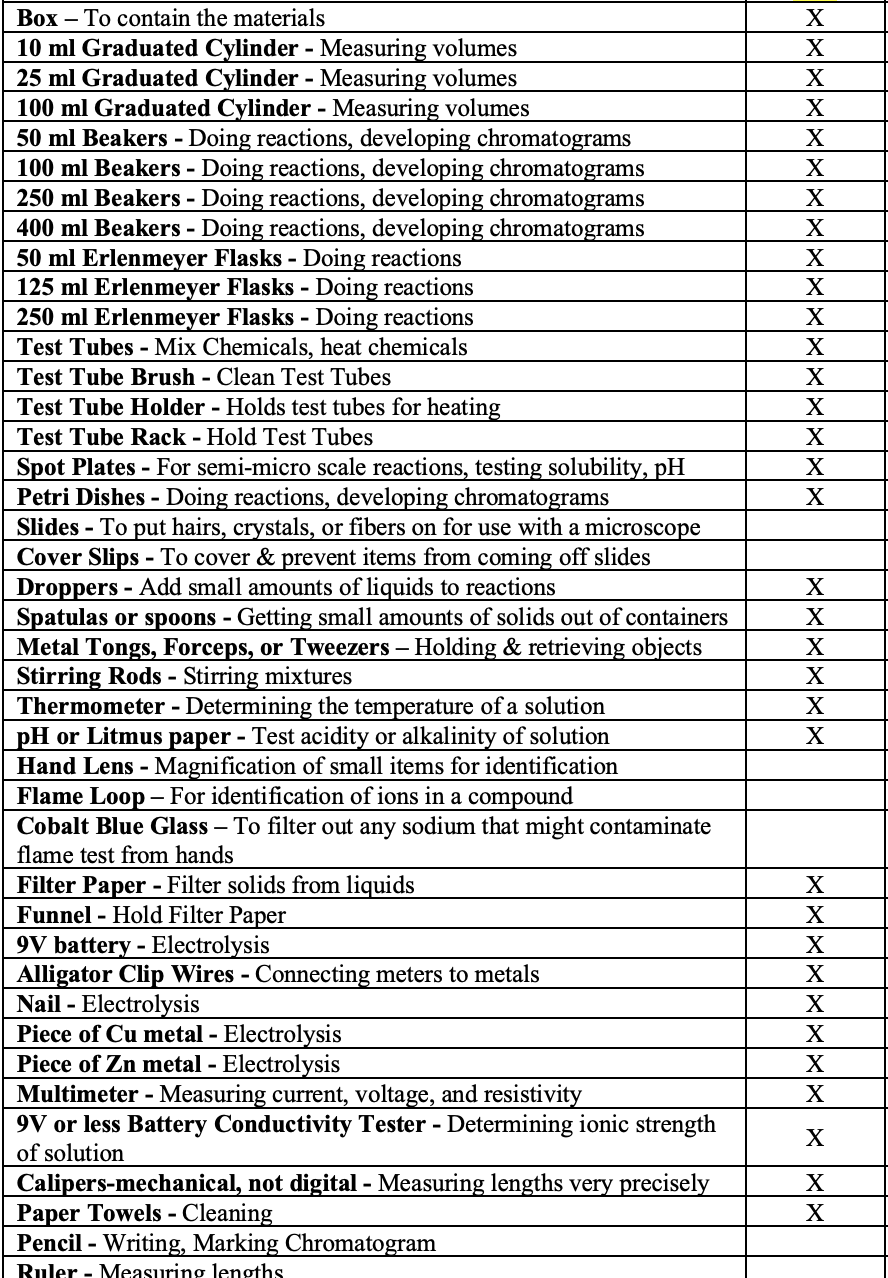 Box – To contain the materials X
10 ml Graduated Cylinder - Measuring volumes X
25 ml Graduated Cylinder - Measuring volumes X
100 ml Graduated Cylinder - Measuring volumes X
50 ml Beakers - Doing reactions, developing chromatograms X
100 ml Beakers - Doing reactions, developing chromatograms X
250 ml Beakers - Doing reactions, developing chromatograms X
400 ml Beakers - Doing reactions, developing chromatograms X
50 ml Erlenmeyer Flasks - Doing reactions X
125 ml Erlenmeyer Flasks - Doing reactions X
250 ml Erlenmeyer Flasks - Doing reactions X
Test Tubes - Mix Chemicals, heat chemicals X
Test Tube Brush - Clean Test Tubes X
Test Tube Holder - Holds test tubes for heating X
Test Tube Rack - Hold Test Tubes X
Spot Plates - For semi-micro scale reactions, testing solubility, pH X
Petri Dishes - Doing reactions, developing chromatograms X
Slides - To put hairs, crystals, or fibers on for use with a microscope
Cover Slips - To cover & prevent items from coming off slides
Droppers - Add small amounts of liquids to reactions X
Spatulas or spoons - Getting small amounts of solids out of containers X
Metal Tongs, Forceps, or Tweezers – Holding & retrieving objects X
Stirring Rods - Stirring mixtures X
Thermometer - Determining the temperature of a solution X
pH or Litmus paper - Test acidity or alkalinity of solution X
Hand Lens - Magnification of small items for identification
Flame Loop – For identification of ions in a compound
Cobalt Blue Glass – To filter out any sodium that might contaminate
flame test from hands
Filter Paper - Filter solids from liquids X
Funnel - Hold Filter Paper X
9V battery - Electrolysis X
Alligator Clip Wires - Connecting meters to metals X
Nail - Electrolysis X
Piece of Cu metal - Electrolysis X
Piece of Zn metal - Electrolysis X
Multimeter - Measuring current, voltage, and resistivity X
9V or less Battery Conductivity Tester - Determining ionic strength
of solution X
Calipers-mechanical, not digital - Measuring lengths very precisely X
Paper Towels - Cleaning X
Pencil - Writing, Marking Chromatogram
Ruler - Measuring lengths